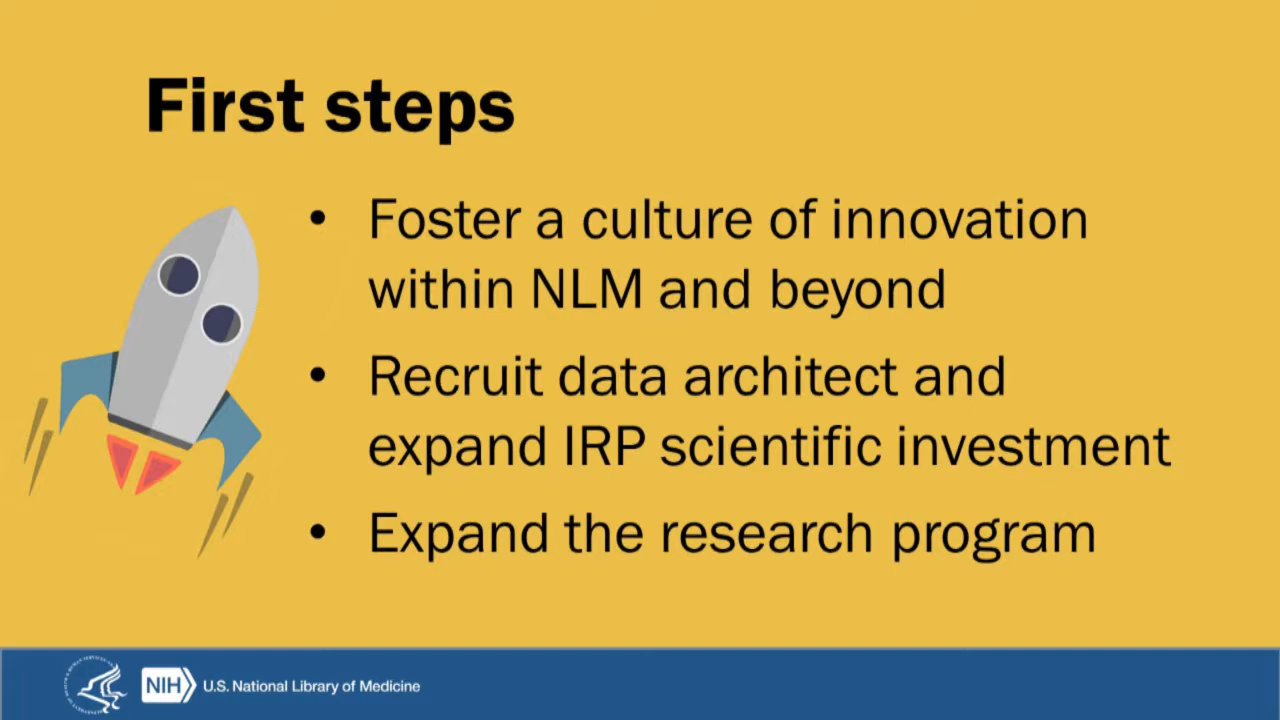 First steps
• Foster a culture of innovation
within NLM and beyond
• Recruit data architect and
expand IRP scientific investment
• Expand the research program
NIH U.S. National Library of Medicine